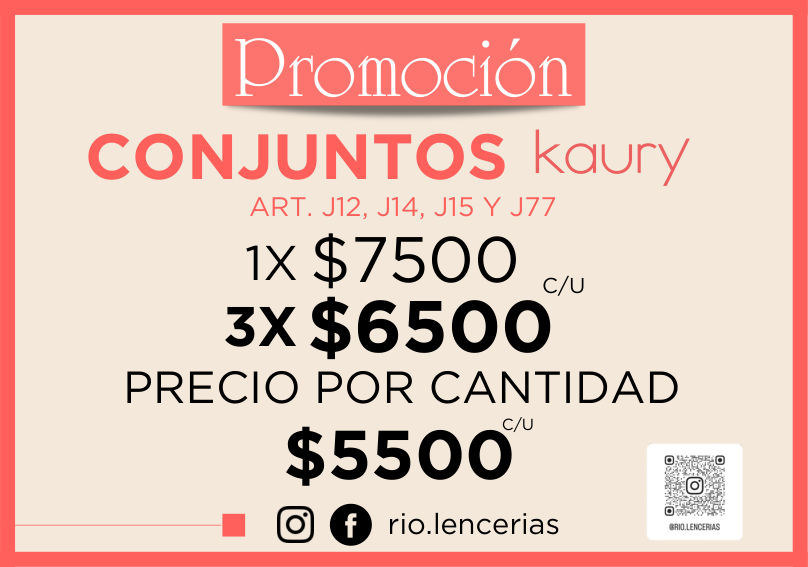 Promoción
CONJUNTOS kaury
ART. J12, J14, J15 Y J77
1X $7500
C/U
3X $6500
PRECIO POR CANTIDAD
C/U
$5500
rio.lencerias
@RIO.LENCERIAS